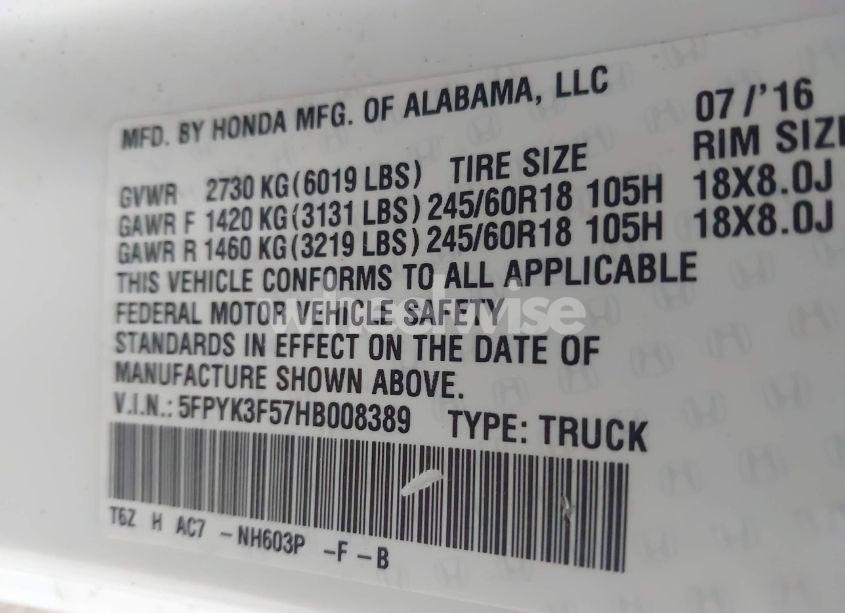 MFD. BY HONDA MFG. OF ALABAMA, LLC 07/'16
GVWR 2730 KG(6019 LBS) TIRE SIZE RIM SIZE
GAWR F 1420 KG(3131 LBS) 245/60R18 105H 18X8.0J
GAWR R 1460 KG(3219 LBS) 245/60R18 105H 18X8.0J
THIS VEHICLE CONFORMS TO ALL APPLICABLE
FEDERAL MOTOR VEHICLE SAFETY
STANDARDS IN EFFECT ON THE DATE OF
MANUFACTURE SHOWN ABOVE.
V.I.N.: 5FPYK3F57HB008389 TYPE: TRUCK
T6Z H AC7 -NH603P -F -B
wheelwise